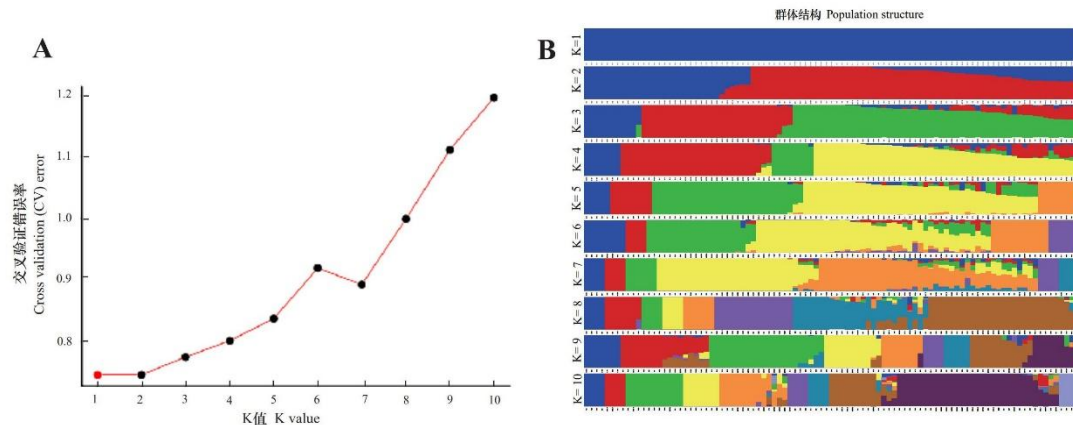 A
交叉验证错误率
Cross validation (CV) error
1.2
1.1
1.0
0.9
0.8
1 2 3 4 5 6 7 8 9 10
K值 K value
B
群体结构 Population structure
K=1
K=2
K=3
K=4
K=5
K=6
K=7
K=8
K=9
K=10